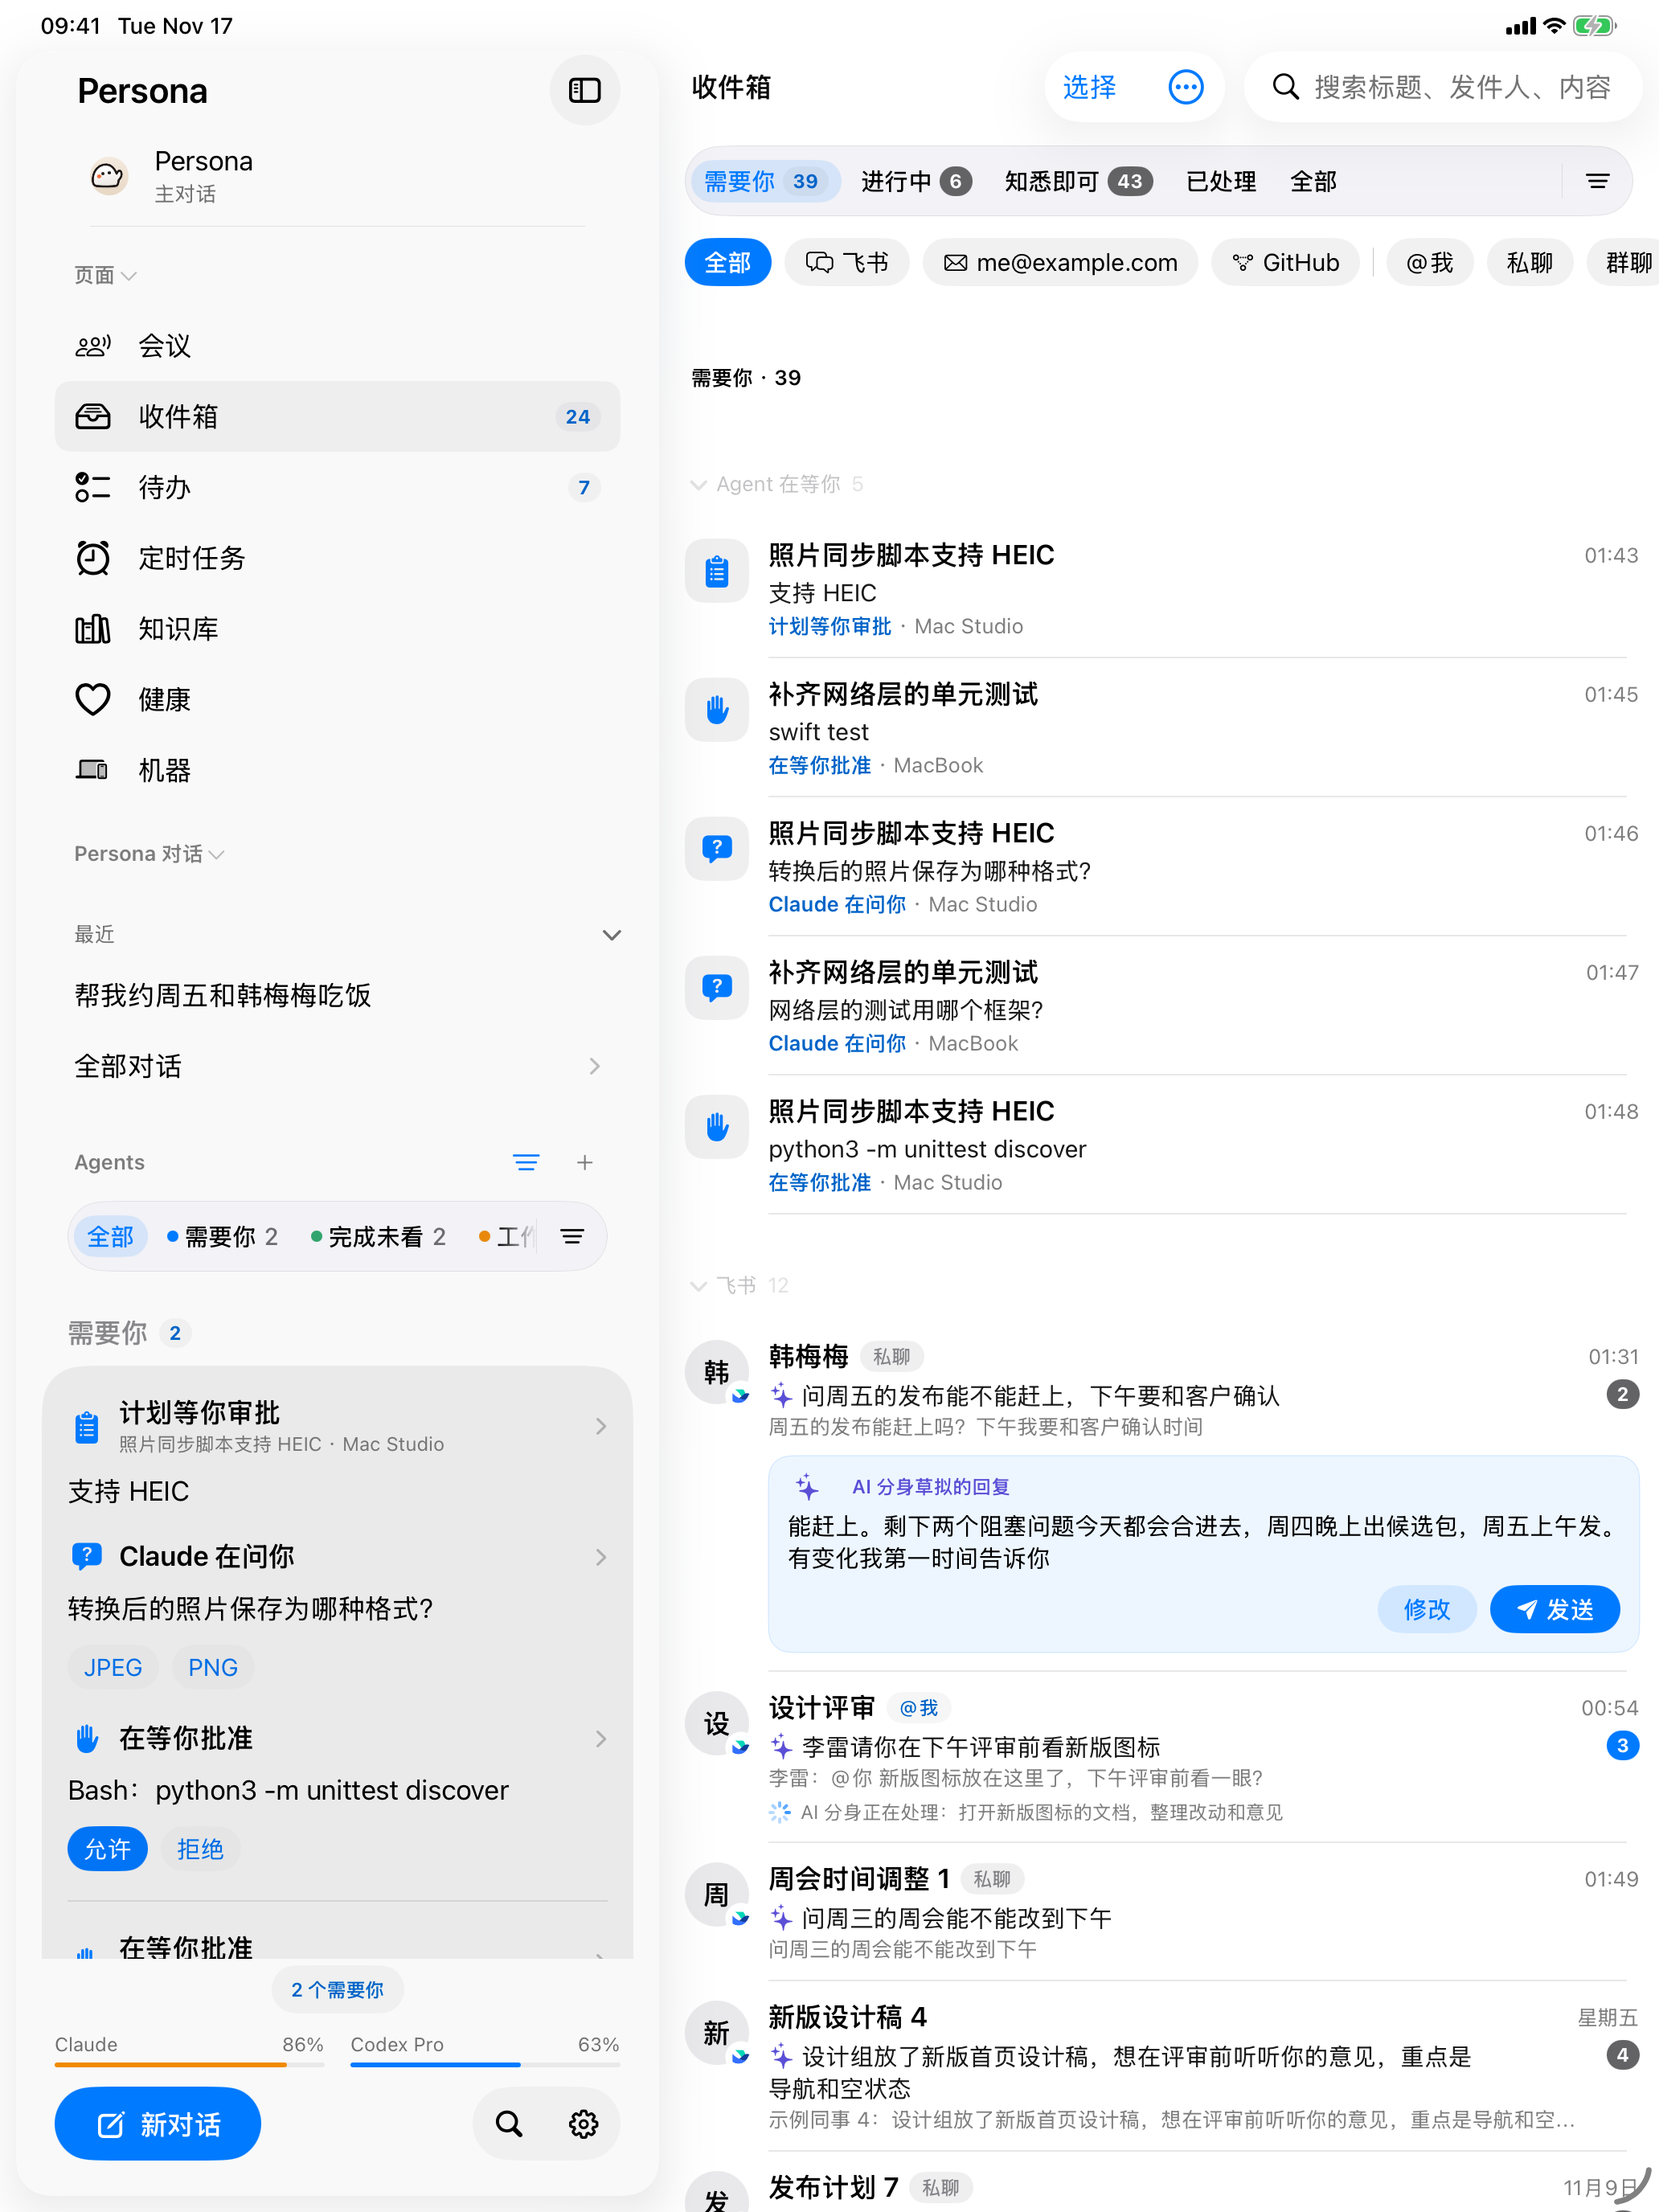 09:41 Tue Nov 17
Persona
Persona
主对话
页面
会议
收件箱 24
待办 7
定时任务
知识库
健康
机器
Persona 对话
最近
帮我约周五和韩梅梅吃饭
全部对话
Agents
全部 需要你 2 完成未看 2
需要你 2
计划等你审批
照片同步脚本支持 HEIC · Mac Studio
支持 HEIC
Claude 在问你
转换后的照片保存为哪种格式?
JPEG PNG
在等你批准
Bash: python3 -m unittest discover
允许 拒绝
在等你批准
2 个需要你
Claude 86% Codex Pro 63%
新对话
收件箱 选择 搜索标题、发件人、内容
需要你 39 进行中 6 知悉即可 43 已处理 全部
全部 飞书 me@example.com GitHub @我 私聊 群聊
需要你 · 39
Agent 在等你 5
照片同步脚本支持 HEIC 01:43
支持 HEIC
计划等你审批 · Mac Studio
补齐网络层的单元测试 01:45
swift test
在等你批准 · MacBook
照片同步脚本支持 HEIC 01:46
转换后的照片保存为哪种格式?
Claude 在问你 · Mac Studio
补齐网络层的单元测试 01:47
网络层的测试用哪个框架?
Claude 在问你 · MacBook
照片同步脚本支持 HEIC 01:48
python3 -m unittest discover
在等你批准 · Mac Studio
飞书 12
韩 韩梅梅 私聊 01:31
问周五的发布能不能赶上，下午要和客户确认 2
周五的发布能赶上吗？下午我要和客户确认时间
AI 分身草拟的回复
能赶上。剩下两个阻塞问题今天都会合进去，周四晚上出候选包，周五上午发。
有变化我第一时间告诉你
修改 发送
设 设计评审 @我 00:54
李雷请你在下午评审前看新版图标 3
李雷：@你 新版图标放在这里了，下午评审前看一眼?
AI 分身正在处理：打开新版图标的文档，整理改动和意见
周 周会时间调整 1 私聊 01:49
问周三的周会能不能改到下午
问周三的周会能不能改到下午
新 新版设计稿 4 星期五
设计组放了新版首页设计稿，想在评审前听听你的意见，重点是 4
导航和空状态
示例同事 4：设计组放了新版首页设计稿，想在评审前听听你的意见，重点是导航和空…
发 发布计划 7 私聊 11月9日